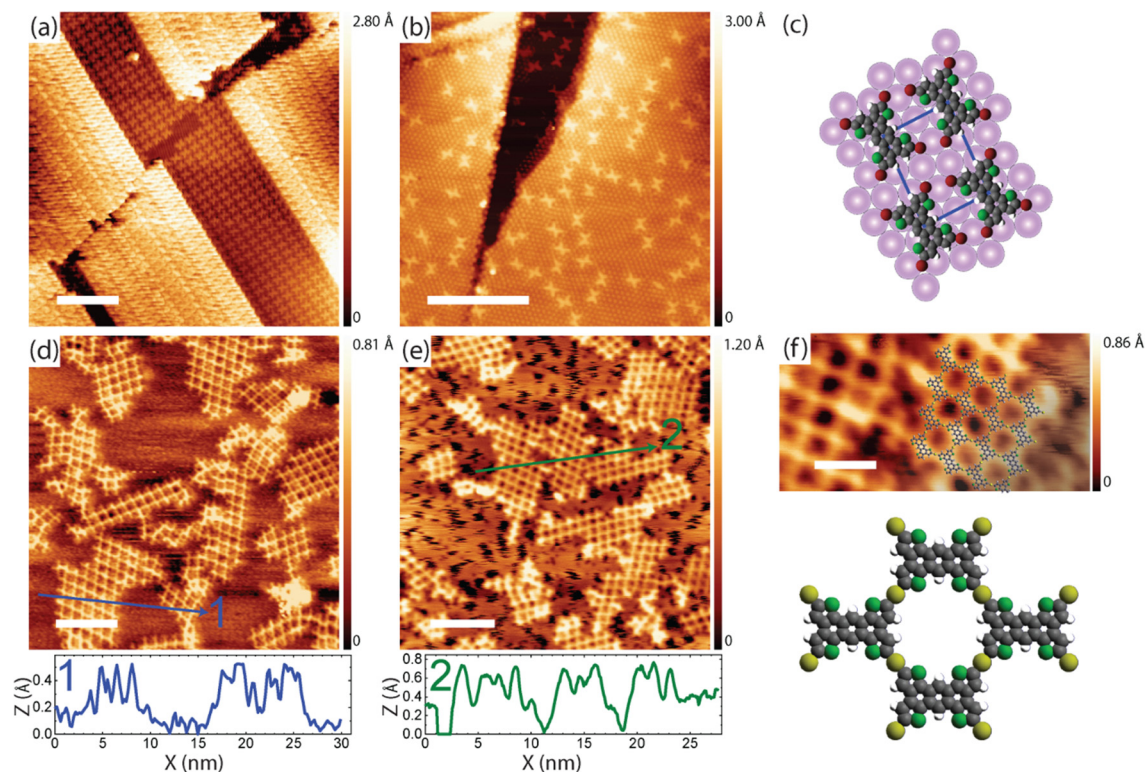 (a)
2.80 Å
0
(b)
3.00 Å
0
(c)
(d)
0.81 Å
0
1
(e)
1.20 Å
0
2
(f)
0.86 Å
0
1
Z (Å)
0.4
0.2
0.0
0 5 10 15 20 25 30
X (nm)
2
Z (Å)
0.8
0.6
0.4
0.2
0.0
0 5 10 15 20 25
X (nm)